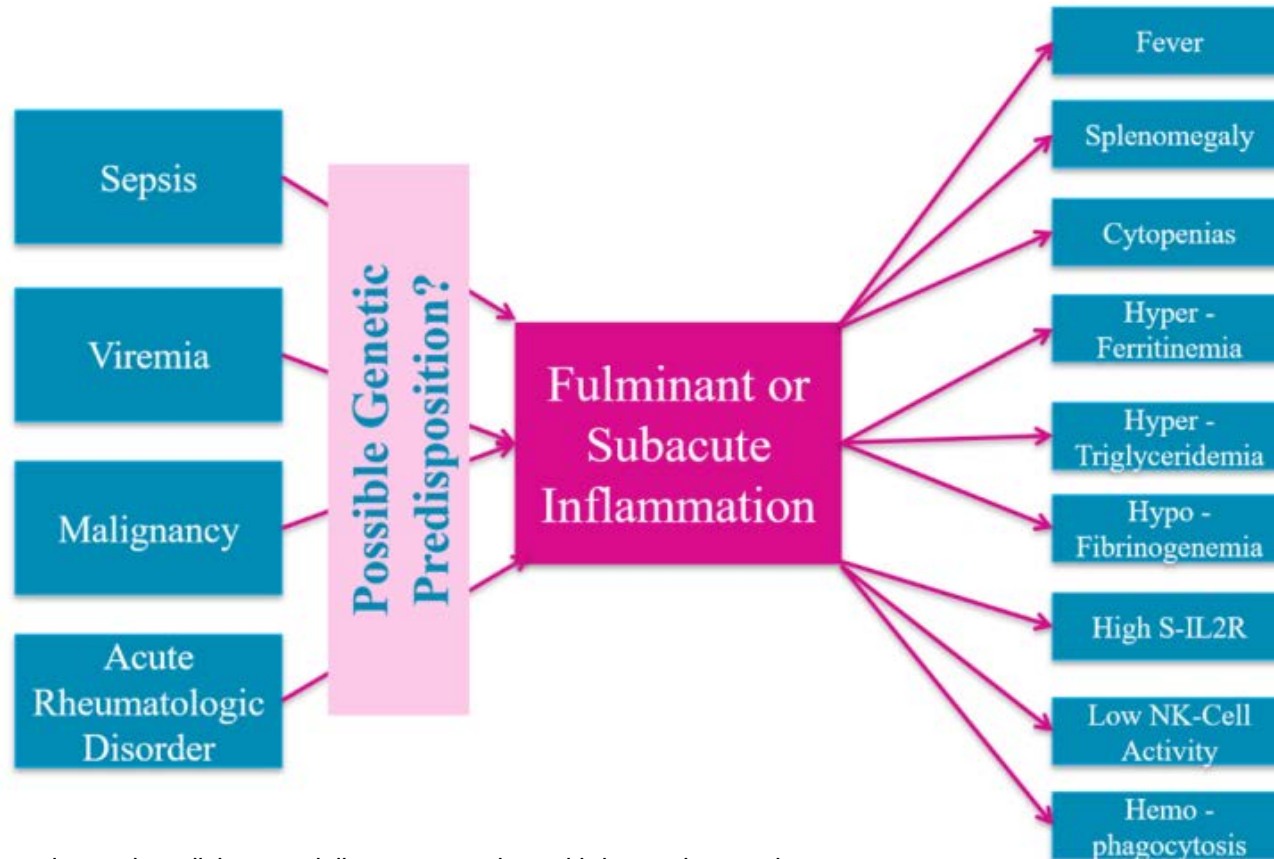 Sepsis
Viremia
Malignancy
Acute
Rheumatologic
Disorder
Possible Genetic
Predisposition?
Fulminant or
Subacute
Inflammation
Fever
Splenomegaly
Cytopenias
Hyper -
Ferritinemia
Hyper -
Triglyceridemia
Hypo -
Fibrinogenemia
High S-IL2R
Low NK-Cell
Activity
Hemo -
phagocytosis